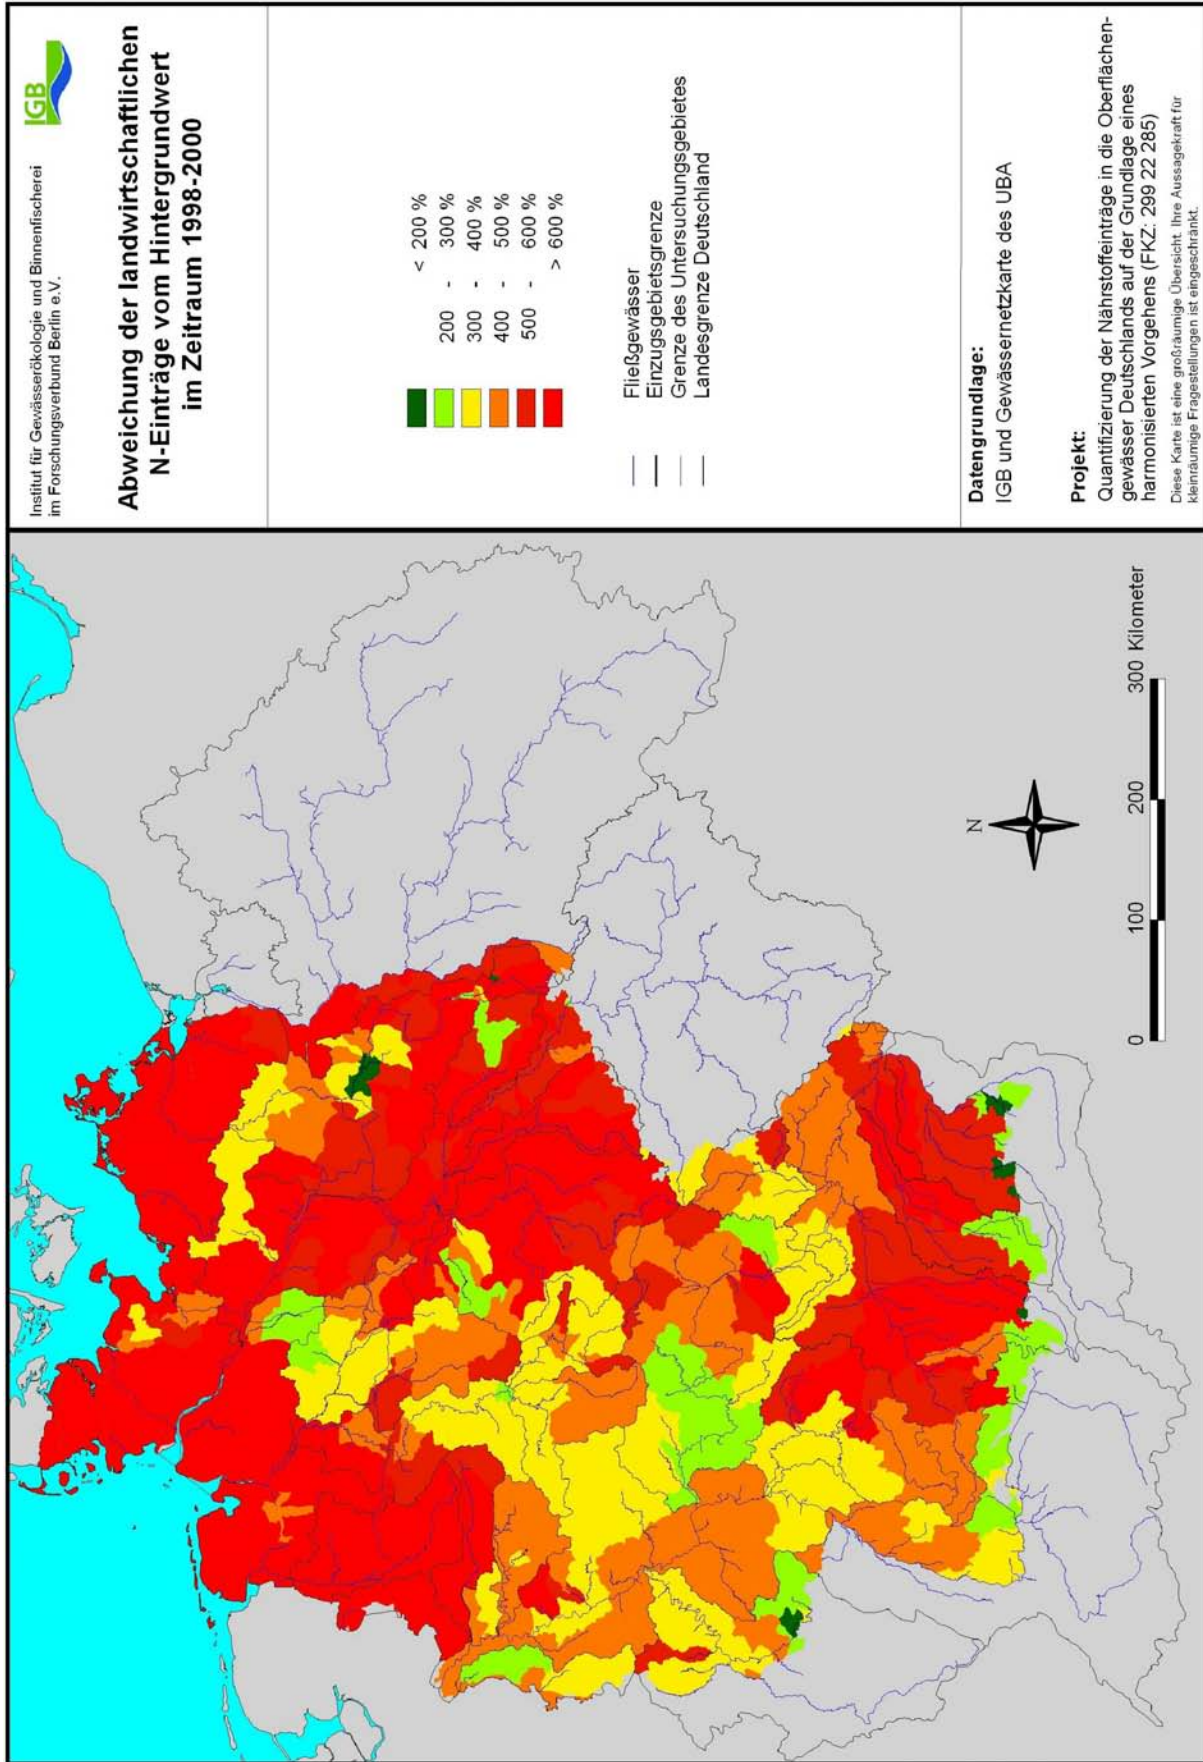 Institut für Gewässerökologie und Binnenfischerei
im Forschungsverbund Berlin e.V.
IGB
Abweichung der landwirtschaftlichen
N-Einträge vom Hintergrundwert
im Zeitraum 1998-2000
< 200 %
200 - 300 %
300 - 400 %
400 - 500 %
500 - 600 %
> 600 %
Fließgewässer
Einzugsgebietsgrenze
Grenze des Untersuchungsgebietes
Landesgrenze Deutschland
Datengrundlage:
IGB und Gewässernetzkarte des UBA
Projekt:
Quantifizierung der Nährstoffeinträge in die Oberflächen-
gewässer Deutschlands auf der Grundlage eines
harmonisierten Vorgehens (FKZ: 299 22 285)
Diese Karte ist eine großräumige Übersicht. Ihre Aussagekraft für
kleinräumige Fragestellungen ist eingeschränkt.
N
0 100 200 300 Kilometer